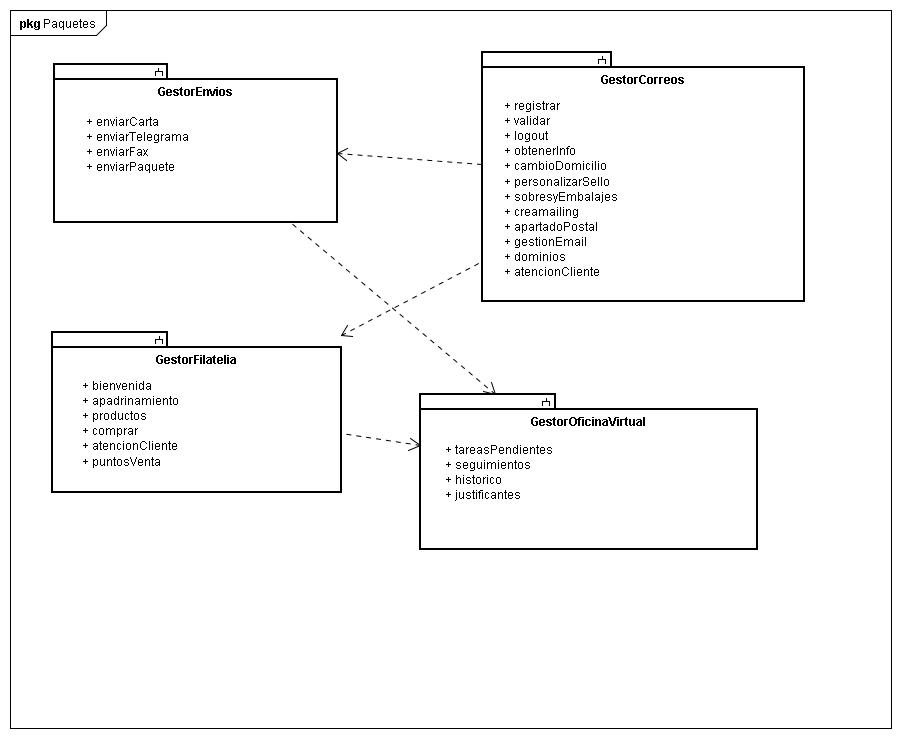 pkg Paquetes
GestorEnvios
+ enviarCarta
+ enviarTelegrama
+ enviarFax
+ enviarPaquete
GestorCorreos
+ registrar
+ validar
+ logout
+ obtenerInfo
+ cambioDomicilio
+ personalizarSello
+ sobresyEmbalajes
+ creamailing
+ apartadoPostal
+ gestionEmail
+ dominios
+ atencionCliente
GestorFilatelia
+ bienvenida
+ apadrinamiento
+ productos
+ comprar
+ atencionCliente
+ puntosVenta
GestorOficinaVirtual
+ tareasPendientes
+ seguimientos
+ historico
+ justificantes